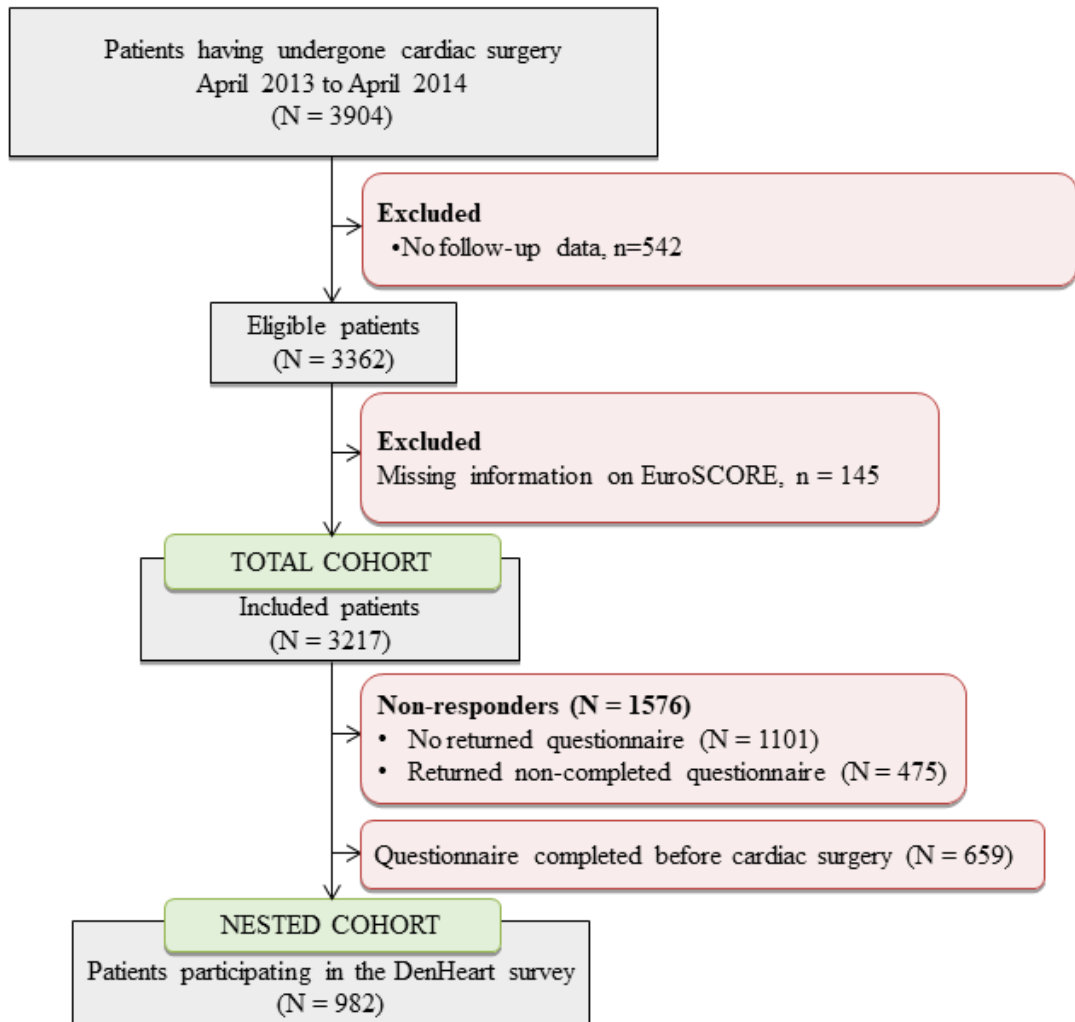 Patients having undergone cardiac surgery
April 2013 to April 2014
(N = 3904)
Excluded
•No follow-up data, n=542
Eligible patients
(N = 3362)
Excluded
Missing information on EuroSCORE, n = 145
TOTAL COHORT
Included patients
(N = 3217)
Non-responders (N = 1576)
• No returned questionnaire (N = 1101)
• Returned non-completed questionnaire (N = 475)
Questionnaire completed before cardiac surgery (N = 659)
NESTED COHORT
Patients participating in the DenHeart survey
(N = 982)